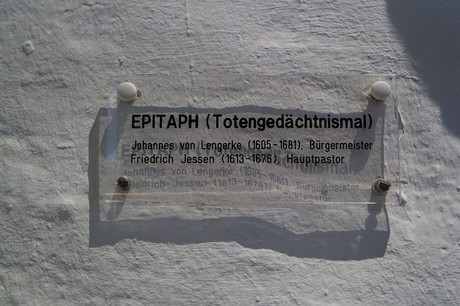 EPITAPH (Totengedächtnismal)
Johannes von Lengerke (1605-1681), Bürgermeister
Friedrich Jessen (1613-1676), Hauptpastor